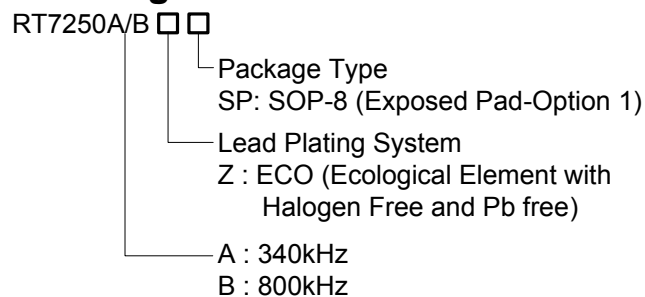 RT7250A/B
Package Type
SP: SOP-8 (Exposed Pad-Option 1)
Lead Plating System
Z : ECO (Ecological Element with
Halogen Free and Pb free)
A : 340kHz
B : 800kHz